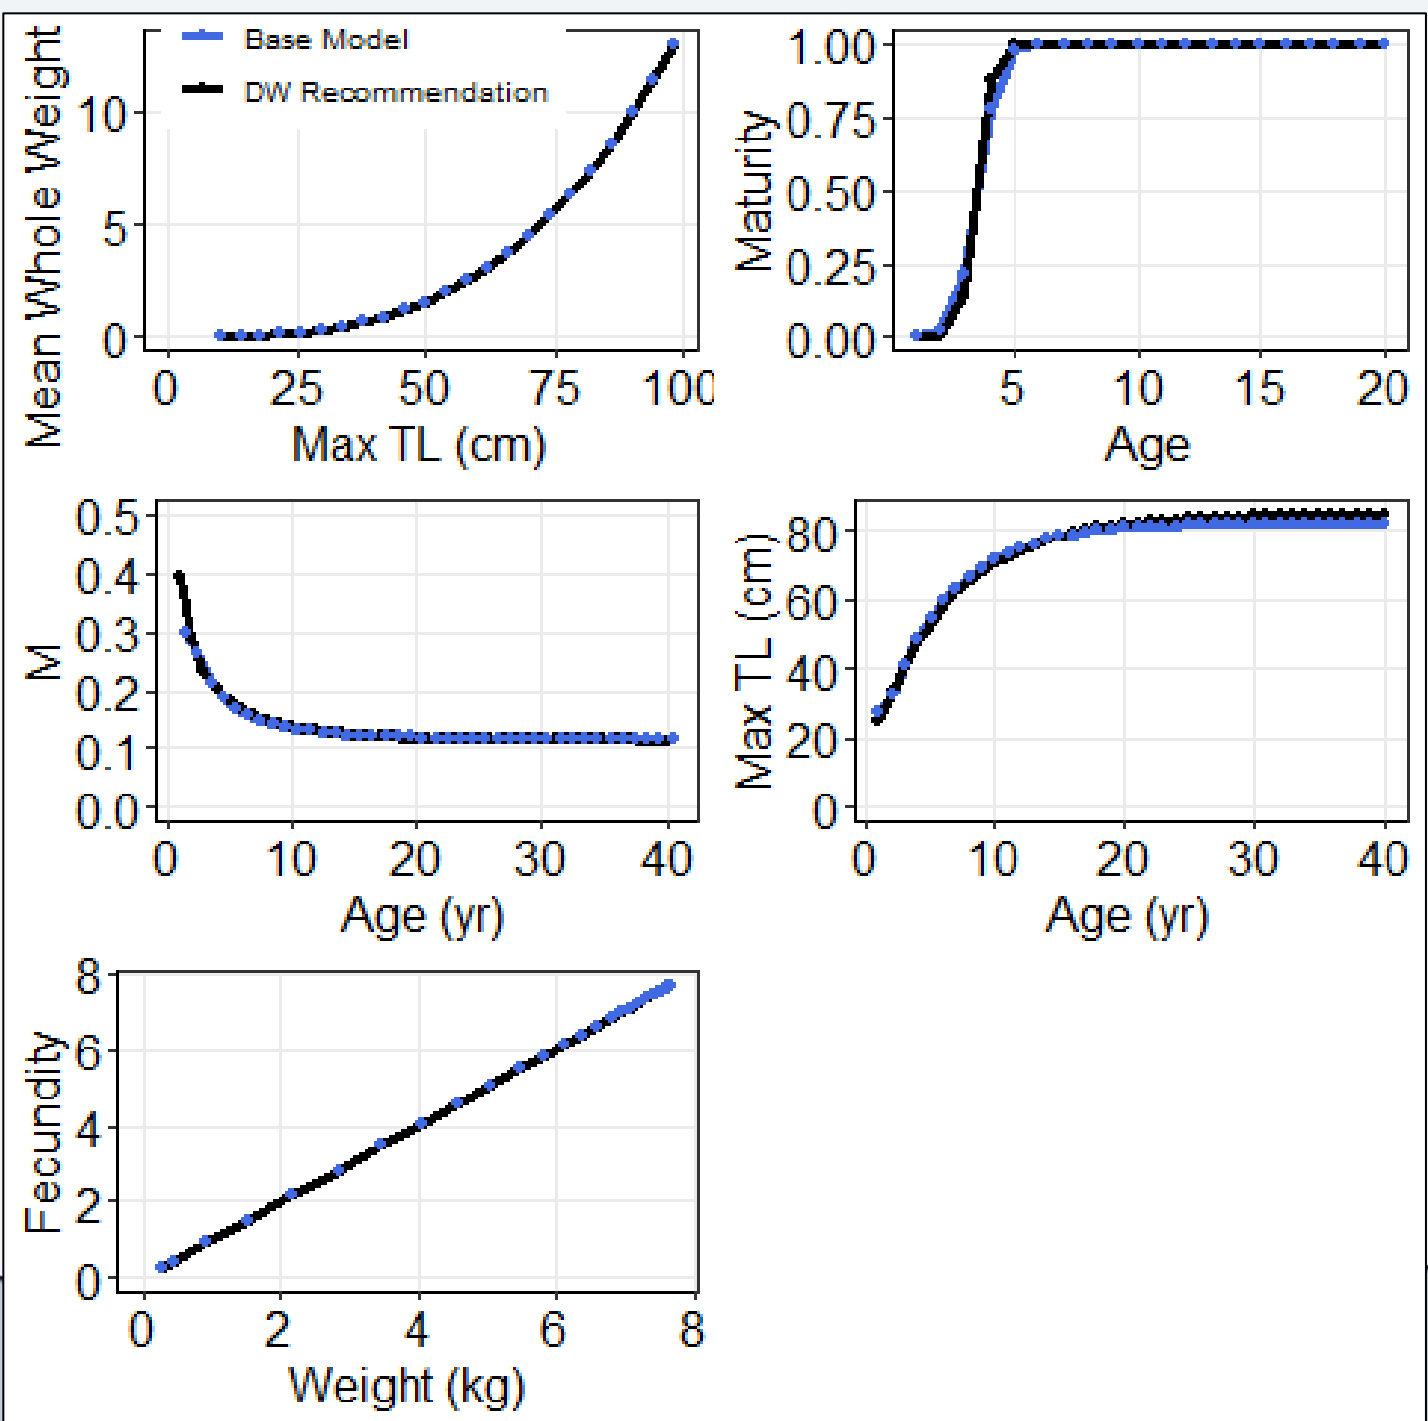 Base Model
DW Recommendation
Mean Whole Weight
10
5
0
0 25 50 75 100
Max TL (cm)
Maturity
1.00
0.75
0.50
0.25
0.00
5 10 15 20
Age
M
0.5
0.4
0.3
0.2
0.1
0.0
0 10 20 30 40
Age (yr)
Max TL (cm)
80
60
40
20
0
0 10 20 30 40
Age (yr)
Fecundity
8
6
4
2
0
0 2 4 6 8
Weight (kg)